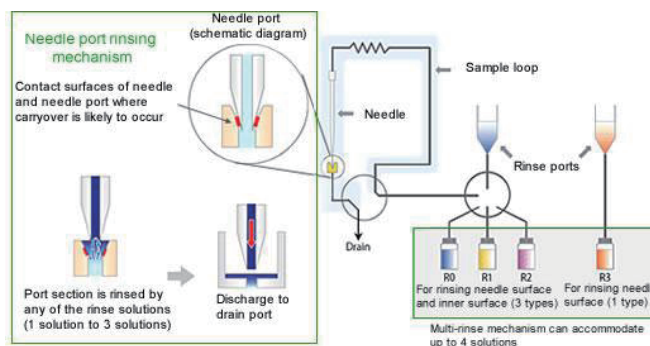 Needle port rinsing
mechanism
Needle port
(schematic diagram)
Contact surfaces of needle
and needle port where
carryover is likely to occur
Sample loop
Needle
Rinse ports
Drain
Port section is rinsed by
any of the rinse solutions
(1 solution to 3 solutions)
Discharge to
drain port
R0 R1 R2 R3
For rinsing needle surface
and inner surface (3 types)
For rinsing needle
surface (1 type)
Multi-rinse mechanism can accommodate
up to 4 solutions